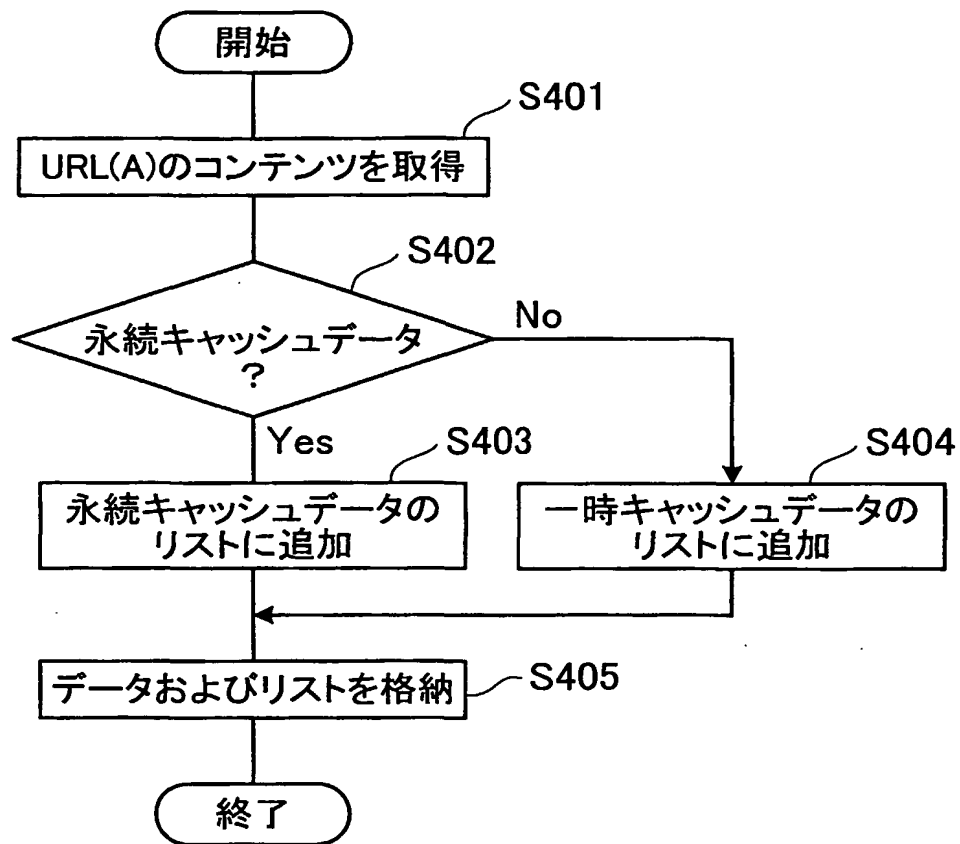 開始
S401
URL(A)のコンテンツを取得
S402
永続キャッシュデータ
?
No
Yes
S403
永続キャッシュデータの
リストに追加
S404
一時キャッシュデータの
リストに追加
データおよびリストを格納
S405
終了